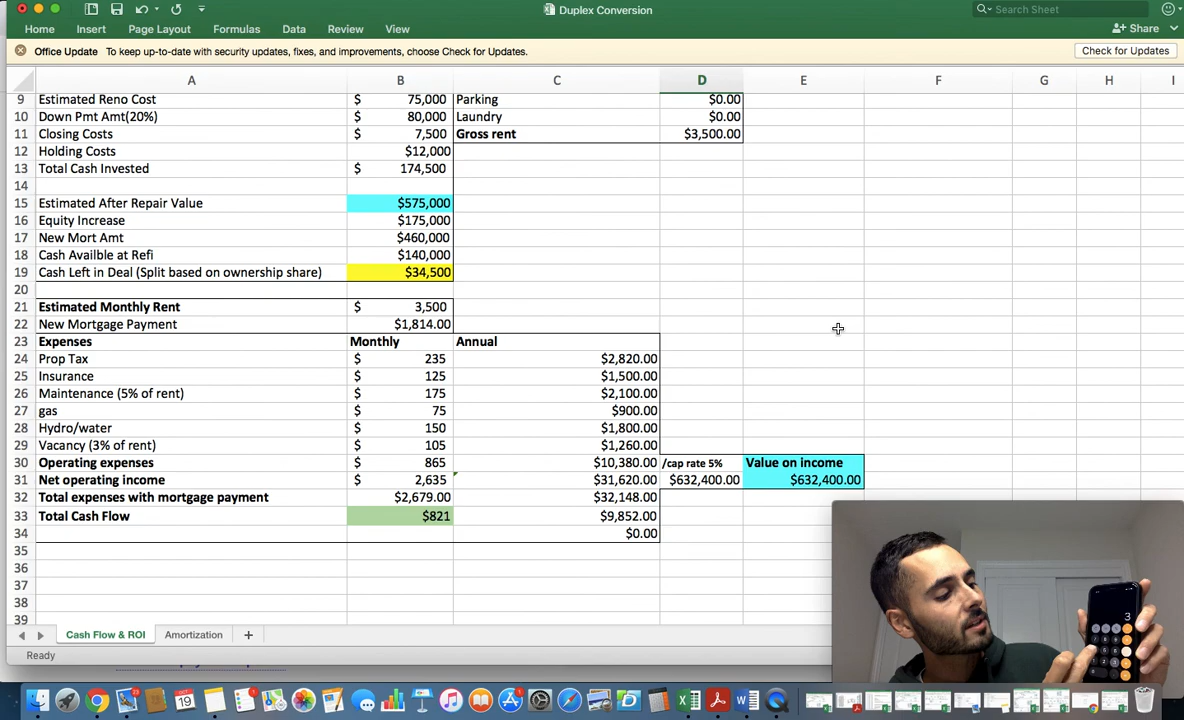 Duplex Conversion
Search Sheet
Home Insert Page Layout Formulas Data Review View
Share
Office Update To keep up-to-date with security updates, fixes, and improvements, choose Check for Updates.
Check for Updates
A B C D E F G H I
9 Estimated Reno Cost $ 75,000 Parking $0.00
10 Down Pmt Amt(20%) $ 80,000 Laundry $0.00
11 Closing Costs $ 7,500 Gross rent $3,500.00
12 Holding Costs $12,000
13 Total Cash Invested $ 174,500
14
15 Estimated After Repair Value $575,000
16 Equity Increase $175,000
17 New Mort Amt $460,000
18 Cash Availble at Refi $140,000
19 Cash Left in Deal (Split based on ownership share) $34,500
20
21 Estimated Monthly Rent $ 3,500
22 New Mortgage Payment $1,814.00
23 Expenses Monthly Annual
24 Prop Tax $ 235 $2,820.00
25 Insurance $ 125 $1,500.00
26 Maintenance (5% of rent) $ 175 $2,100.00
27 gas $ 75 $900.00
28 Hydro/water $ 150 $1,800.00
29 Vacancy (3% of rent) $ 105 $1,260.00
30 Operating expenses $ 865 $10,380.00 /cap rate 5% Value on income
31 Net operating income $ 2,635 $31,620.00 $632,400.00 $632,400.00
32 Total expenses with mortgage payment $2,679.00 $32,148.00
33 Total Cash Flow $821 $9,852.00
34 $0.00
35
36
37
38
39
3
Cash Flow & ROI Amortization +
Ready
19